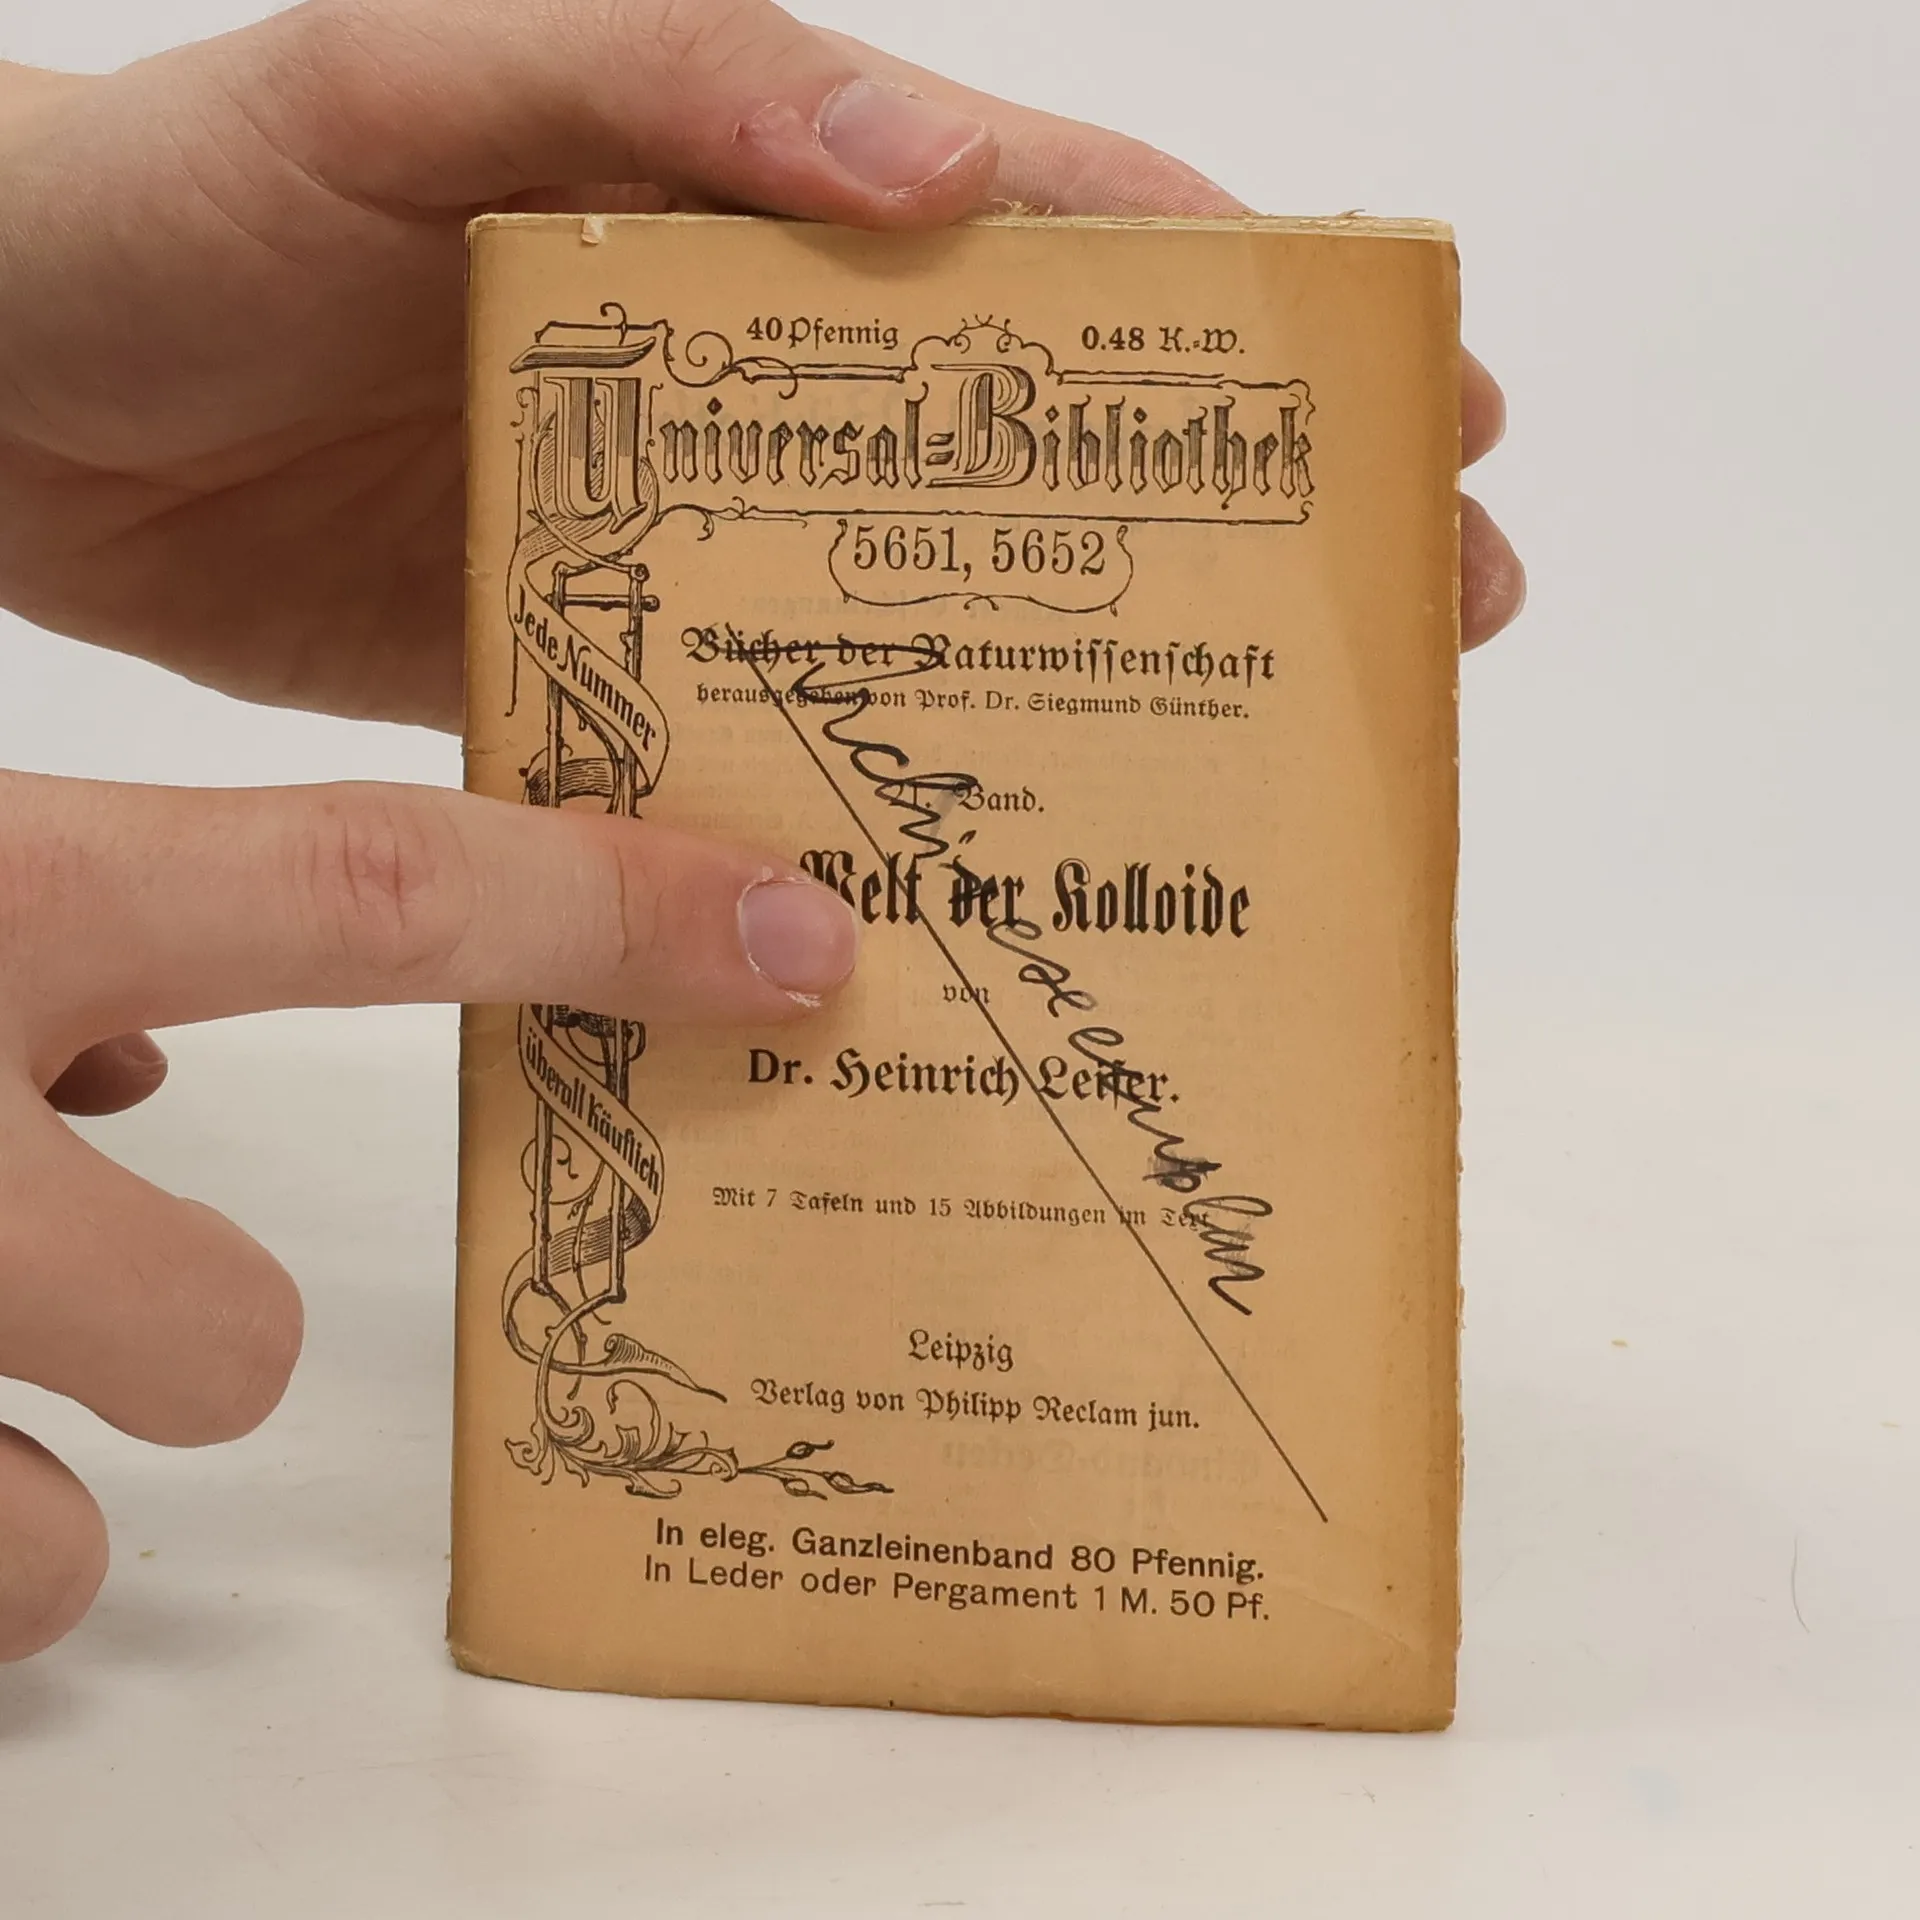 40 Pfennig 0.48 K.=W.
Universal=Bibliothek
5651, 5652
Jede Nummer
Bücher der Naturwissenschaft
herausgegeben von Prof. Dr. Siegmund Günther.
Band.
Welt der Kolloide
von
Dr. Heinrich Leiser.
überall käuflich
Mit 7 Tafeln und 15 Abbildungen im Text
Leipzig
Verlag von Philipp Reclam jun.
In eleg. Ganzleinenband 80 Pfennig.
In Leder oder Pergament 1 M. 50 Pf.